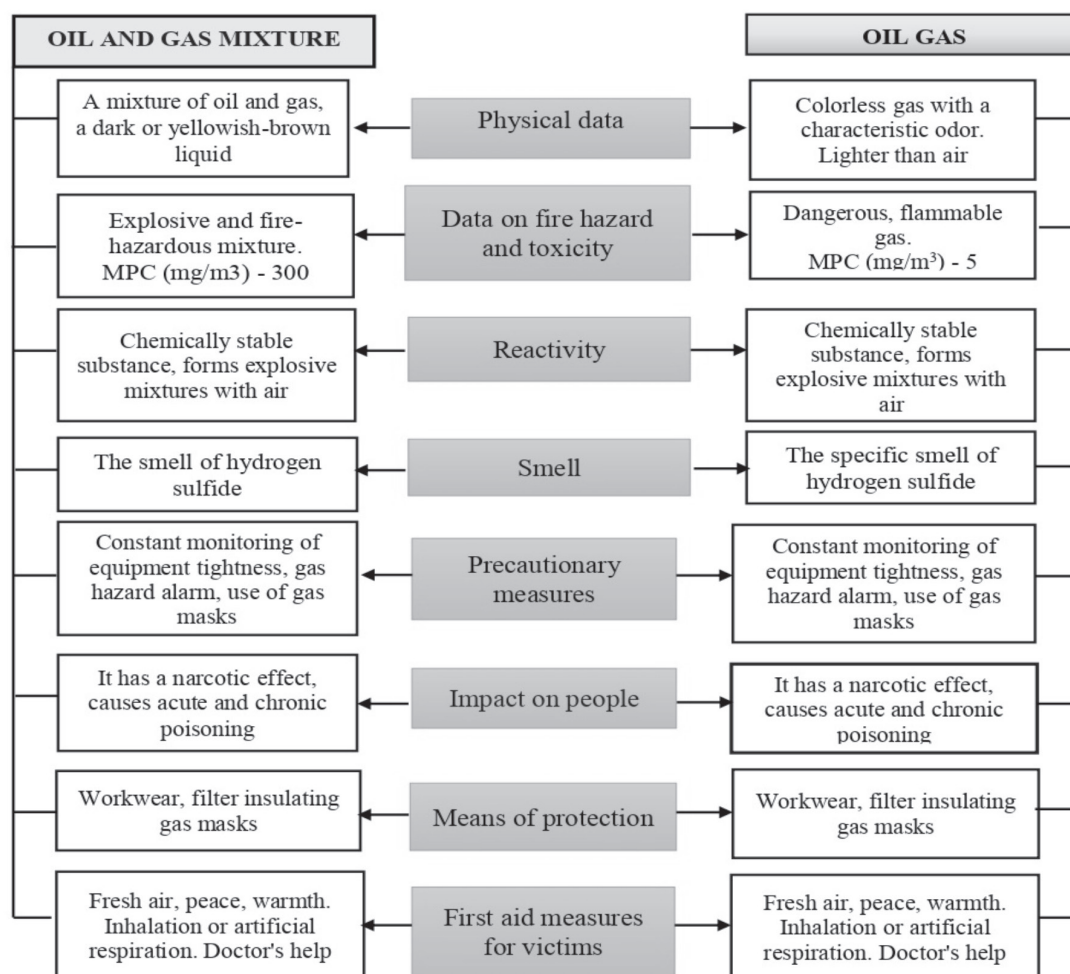 OIL AND GAS MIXTURE
OIL GAS
A mixture of oil and gas,
a dark or yellowish-brown
liquid
Physical data
Colorless gas with a
characteristic odor.
Lighter than air
Explosive and fire-
hazardous mixture.
MPC (mg/m3) - 300
Data on fire hazard
and toxicity
Dangerous, flammable
gas.
MPC (mg/m³) - 5
Chemically stable
substance, forms explosive
mixtures with air
Reactivity
Chemically stable
substance, forms
explosive mixtures with
air
The smell of hydrogen
sulfide
Smell
The specific smell of
hydrogen sulfide
Constant monitoring of
equipment tightness, gas
hazard alarm, use of gas
masks
Precautionary
measures
Constant monitoring of
equipment tightness, gas
hazard alarm, use of gas
masks
It has a narcotic effect,
causes acute and chronic
poisoning
Impact on people
It has a narcotic effect,
causes acute and chronic
poisoning
Workwear, filter insulating
gas masks
Means of protection
Workwear, filter insulating
gas masks
Fresh air, peace, warmth.
Inhalation or artificial
respiration. Doctor's help
First aid measures
for victims
Fresh air, peace, warmth.
Inhalation or artificial
respiration. Doctor's help